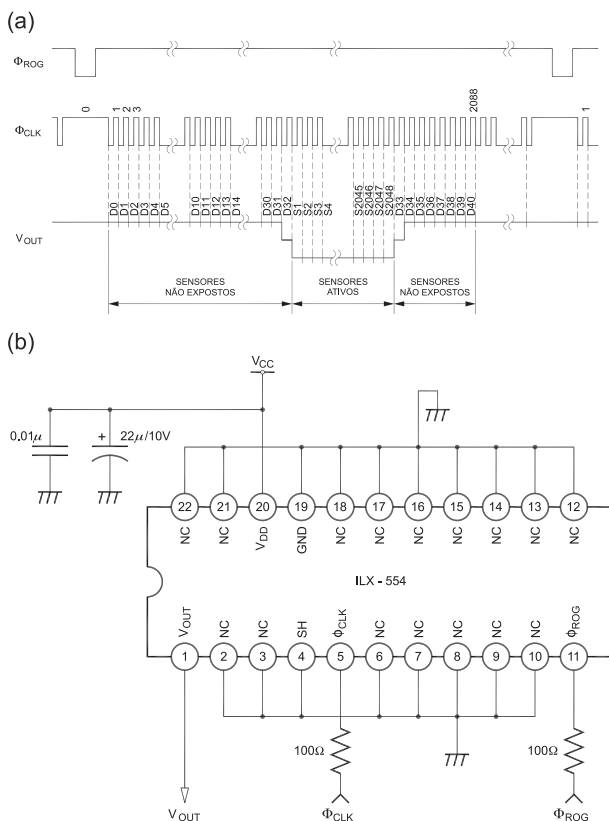 (a)
ΦROG
0 1 2 3 2088 1
ΦCLK
D0 D1 D2 D3 D4 D5 D10 D11 D12 D13 D14 D30 D31 D32 S1 S2 S3 S4 S2045 S2046 S2047 S2048 D33 D34 D35 D36 D37 D38 D39 D40
VOUT
SENSORES NÃO EXPOSTOS
SENSORES ATIVOS
SENSORES NÃO EXPOSTOS
(b)
VCC
0.01μ
+ 22μ/10V
22 21 20 19 18 17 16 15 14 13 12
NC NC VDD GND NC NC NC NC NC NC NC
ILX - 554
VOUT NC NC SH ϕCLK NC NC NC NC NC ϕROG
1 2 3 4 5 6 7 8 9 10 11
100Ω 100Ω
VOUT ΦCLK ΦROG